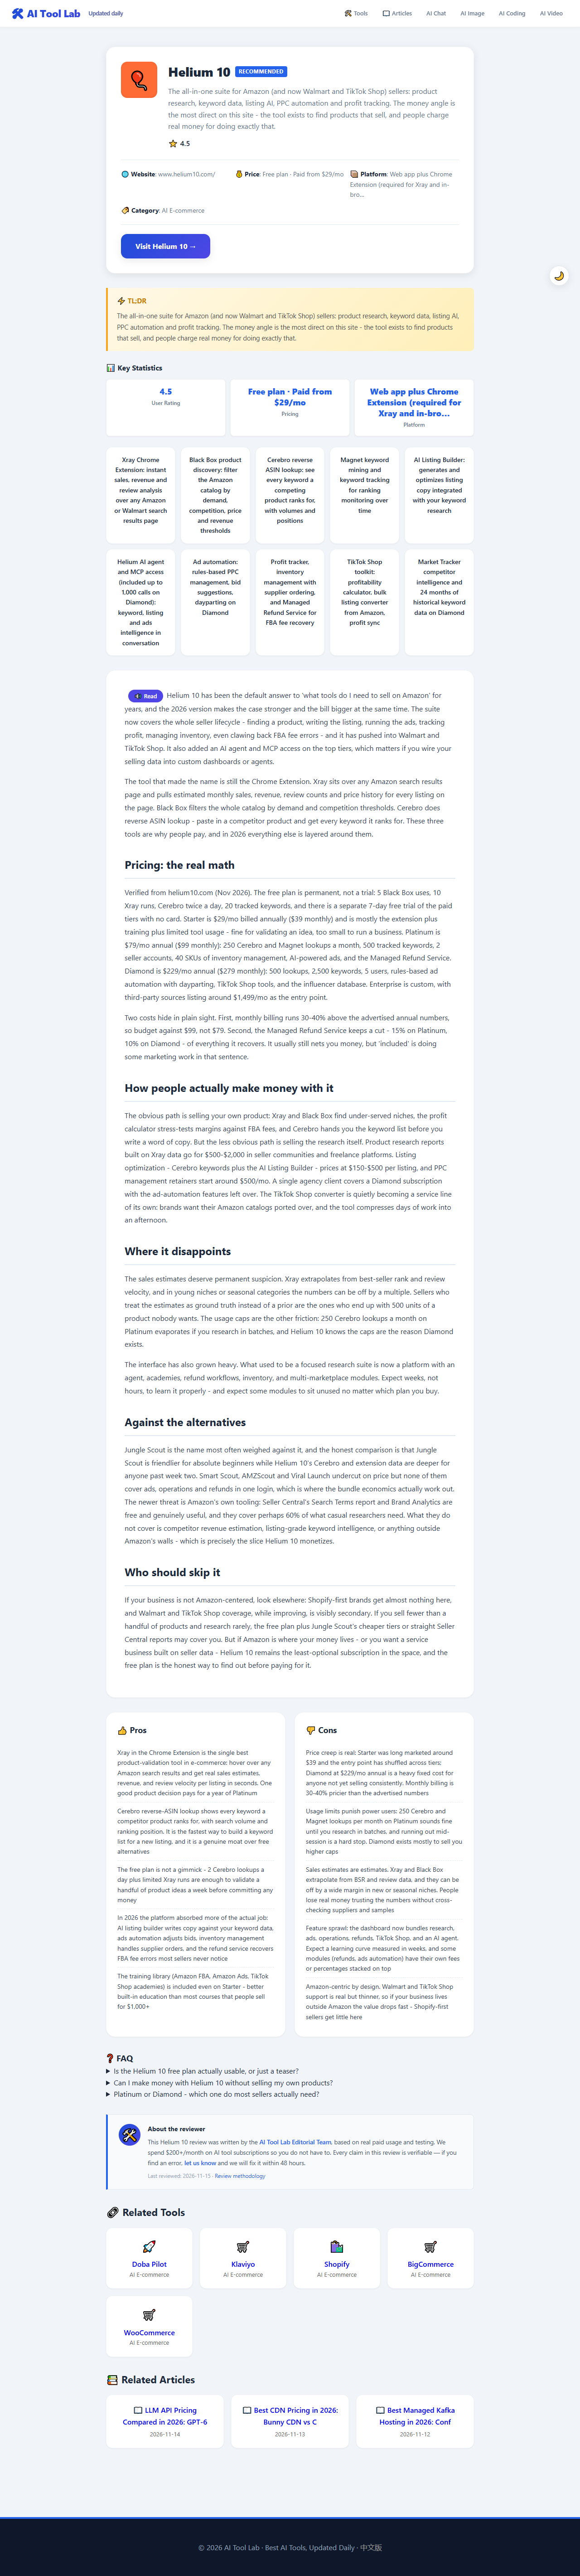 AI Tool Lab Updated daily Tools Articles AI Chat AI Image AI Coding AI Video
Helium 10 RECOMMENDED
The all-in-one suite for Amazon (and now Walmart and TikTok Shop) sellers: product
research, keyword data, listing AI, PPC automation and profit tracking. The money angle is
the most direct on this site - the tool exists to find products that sell, and people charge
real money for doing exactly that.
4.5
Website: www.helium10.com/
Price: Free plan · Paid from $29/mo
Platform: Web app plus Chrome
Extension (required for Xray and in-
bro...
Category: AI E-commerce
Visit Helium 10 →
TL;DR
The all-in-one suite for Amazon (and now Walmart and TikTok Shop) sellers: product research, keyword data, listing AI,
PPC automation and profit tracking. The money angle is the most direct on this site - the tool exists to find products
that sell, and people charge real money for doing exactly that.
Key Statistics
4.5
User Rating
Free plan · Paid from
$29/mo
Pricing
Web app plus Chrome
Extension (required for
Xray and in-bro...
Platform
Xray Chrome
Extension: instant
sales, revenue and
review analysis
over any Amazon
or Walmart search
results page
Black Box product
discovery: filter
the Amazon
catalog by
demand,
competition, price
and revenue
thresholds
Cerebro reverse
ASIN lookup: see
every keyword a
competing
product ranks for,
with volumes and
positions
Magnet keyword
mining and
keyword tracking
for ranking
monitoring over
time
AI Listing Builder:
generates and
optimizes listing
copy integrated
with your keyword
research
Helium AI agent
and MCP access
(included up to
1,000 calls on
Diamond):
keyword, listing
and ads
intelligence in
conversation
Ad automation:
rules-based PPC
management, bid
suggestions,
dayparting on
Diamond
Profit tracker,
inventory
management with
supplier ordering,
and Managed
Refund Service for
FBA fee recovery
TikTok Shop
toolkit:
profitability
calculator, bulk
listing converter
from Amazon,
profit sync
Market Tracker
competitor
intelligence and
24 months of
historical keyword
data on Diamond
Read Helium 10 has been the default answer to 'what tools do I need to sell on Amazon' for
years, and the 2026 version makes the case stronger and the bill bigger at the same time. The suite
now covers the whole seller lifecycle - finding a product, writing the listing, running the ads, tracking
profit, managing inventory, even clawing back FBA fee errors - and it has pushed into Walmart and
TikTok Shop. It also added an AI agent and MCP access on the top tiers, which matters if you wire your
selling data into custom dashboards or agents.
The tool that made the name is still the Chrome Extension. Xray sits over any Amazon search results
page and pulls estimated monthly sales, revenue, review counts and price history for every listing on
the page. Black Box filters the whole catalog by demand and competition thresholds. Cerebro does
reverse ASIN lookup - paste in a competitor product and get every keyword it ranks for. These three
tools are why people pay, and in 2026 everything else is layered around them.
Pricing: the real math
Verified from helium10.com (Nov 2026). The free plan is permanent, not a trial: 5 Black Box uses, 10
Xray runs, Cerebro twice a day, 20 tracked keywords, and there is a separate 7-day free trial of the paid
tiers with no card. Starter is $29/mo billed annually ($39 monthly) and is mostly the extension plus
training plus limited tool usage - fine for validating an idea, too small to run a business. Platinum is
$79/mo annual ($99 monthly): 250 Cerebro and Magnet lookups a month, 500 tracked keywords, 2
seller accounts, 40 SKUs of inventory management, AI-powered ads, and the Managed Refund Service.
Diamond is $229/mo annual ($279 monthly): 500 lookups, 2,500 keywords, 5 users, rules-based ad
automation with dayparting, TikTok Shop tools, and the influencer database. Enterprise is custom, with
third-party sources listing around $1,499/mo as the entry point.
Two costs hide in plain sight. First, monthly billing runs 30-40% above the advertised annual numbers,
so budget against $99, not $79. Second, the Managed Refund Service keeps a cut - 15% on Platinum,
10% on Diamond - of everything it recovers. It usually still nets you money, but 'included' is doing
some marketing work in that sentence.
How people actually make money with it
The obvious path is selling your own product: Xray and Black Box find under-served niches, the profit
calculator stress-tests margins against FBA fees, and Cerebro hands you the keyword list before you
write a word of copy. But the less obvious path is selling the research itself. Product research reports
built on Xray data go for $500-$2,000 in seller communities and freelance platforms. Listing
optimization - Cerebro keywords plus the AI Listing Builder - prices at $150-$500 per listing, and PPC
management retainers start around $500/mo. A single agency client covers a Diamond subscription
with the ad-automation features left over. The TikTok Shop converter is quietly becoming a service line
of its own: brands want their Amazon catalogs ported over, and the tool compresses days of work into
an afternoon.
Where it disappoints
The sales estimates deserve permanent suspicion. Xray extrapolates from best-seller rank and review
velocity, and in young niches or seasonal categories the numbers can be off by a multiple. Sellers who
treat the estimates as ground truth instead of a prior are the ones who end up with 500 units of a
product nobody wants. The usage caps are the other friction: 250 Cerebro lookups a month on
Platinum evaporates if you research in batches, and Helium 10 knows the caps are the reason Diamond
exists.
The interface has also grown heavy. What used to be a focused research suite is now a platform with an
agent, academies, refund workflows, inventory, and multi-marketplace modules. Expect weeks, not
hours, to learn it properly - and expect some modules to sit unused no matter which plan you buy.
Against the alternatives
Jungle Scout is the name most often weighed against it, and the honest comparison is that Jungle
Scout is friendlier for absolute beginners while Helium 10's Cerebro and extension data are deeper for
anyone past week two. Smart Scout, AMZScout and Viral Launch undercut on price but none of them
cover ads, operations and refunds in one login, which is where the bundle economics actually work out.
The newer threat is Amazon's own tooling: Seller Central's Search Terms report and Brand Analytics are
free and genuinely useful, and they cover perhaps 60% of what casual researchers need. What they do
not cover is competitor revenue estimation, listing-grade keyword intelligence, or anything outside
Amazon's walls - which is precisely the slice Helium 10 monetizes.
Who should skip it
If your business is not Amazon-centered, look elsewhere; Shopify-first brands get almost nothing here,
and Walmart and TikTok Shop coverage, while improving, is visibly secondary. If you sell fewer than a
handful of products and research rarely, the free plan plus Jungle Scout's cheaper tiers or straight Seller
Central reports may cover you. But if Amazon is where your money lives - or you want a service
business built on seller data - Helium 10 remains the least-optional subscription in the space, and the
free plan is the honest way to find out before paying for it.
Pros
Xray in the Chrome Extension is the single best
product-validation tool in e-commerce: hover over any
Amazon search results and get real sales estimates,
revenue, and review velocity per listing in seconds. One
good product decision pays for a year of Platinum
Cerebro reverse-ASIN lookup shows every keyword a
competitor product ranks for, with search volume and
ranking position. It is the fastest way to build a keyword
list for a new listing, and it is a genuine moat over free
alternatives
The free plan is not a gimmick - 2 Cerebro lookups a
day plus limited Xray runs are enough to validate a
handful of product ideas a week before committing any
money
In 2026 the platform absorbed more of the actual job:
AI listing builder writes copy against your keyword data,
ads automation adjusts bids, inventory management
handles supplier orders, and the refund service recovers
FBA fee errors most sellers never notice
The training library (Amazon FBA, Amazon Ads, TikTok
Shop academies) is included even on Starter - better
built-in education than most courses that people sell
for $1,000+
Cons
Price creep is real: Starter was long marketed around
$39 and the entry point has shuffled across tiers;
Diamond at $229/mo annual is a heavy fixed cost for
anyone not yet selling consistently. Monthly billing is
30-40% pricier than the advertised numbers
Usage limits punish power users: 250 Cerebro and
Magnet lookups per month on Platinum sounds fine
until you research in batches, and running out mid-
session is a hard stop. Diamond exists mostly to sell you
higher caps
Sales estimates are estimates. Xray and Black Box
extrapolate from BSR and review data, and they can be
off by a wide margin in new or seasonal niches. People
lose real money trusting the numbers without cross-
checking suppliers and samples
Feature sprawl: the dashboard now bundles research,
ads, operations, refunds, TikTok Shop, and an AI agent.
Expect a learning curve measured in weeks, and some
modules (refunds, ads automation) have their own fees
or percentages stacked on top
Amazon-centric by design. Walmart and TikTok Shop
support is real but thinner, so if your business lives
outside Amazon the value drops fast - Shopify-first
sellers get little here
FAQ
Is the Helium 10 free plan actually usable, or just a teaser?
Can I make money with Helium 10 without selling my own products?
Platinum or Diamond - which one do most sellers actually need?
About the reviewer
This Helium 10 review was written by the AI Tool Lab Editorial Team, based on real paid usage and testing. We
spend $200+/month on AI tool subscriptions so you do not have to. Every claim in this review is verifiable — if you
find an error, let us know and we will fix it within 48 hours.
Last reviewed: 2026-11-15 · Review methodology
Related Tools
Doba Pilot
AI E-commerce
Klaviyo
AI E-commerce
Shopify
AI E-commerce
BigCommerce
AI E-commerce
WooCommerce
AI E-commerce
Related Articles
LLM API Pricing
Compared in 2026: GPT-6
2026-11-14
Best CDN Pricing in 2026:
Bunny CDN vs C
2026-11-13
Best Managed Kafka
Hosting in 2026: Conf
2026-11-12
© 2026 AI Tool Lab · Best AI Tools, Updated Daily · 中文版